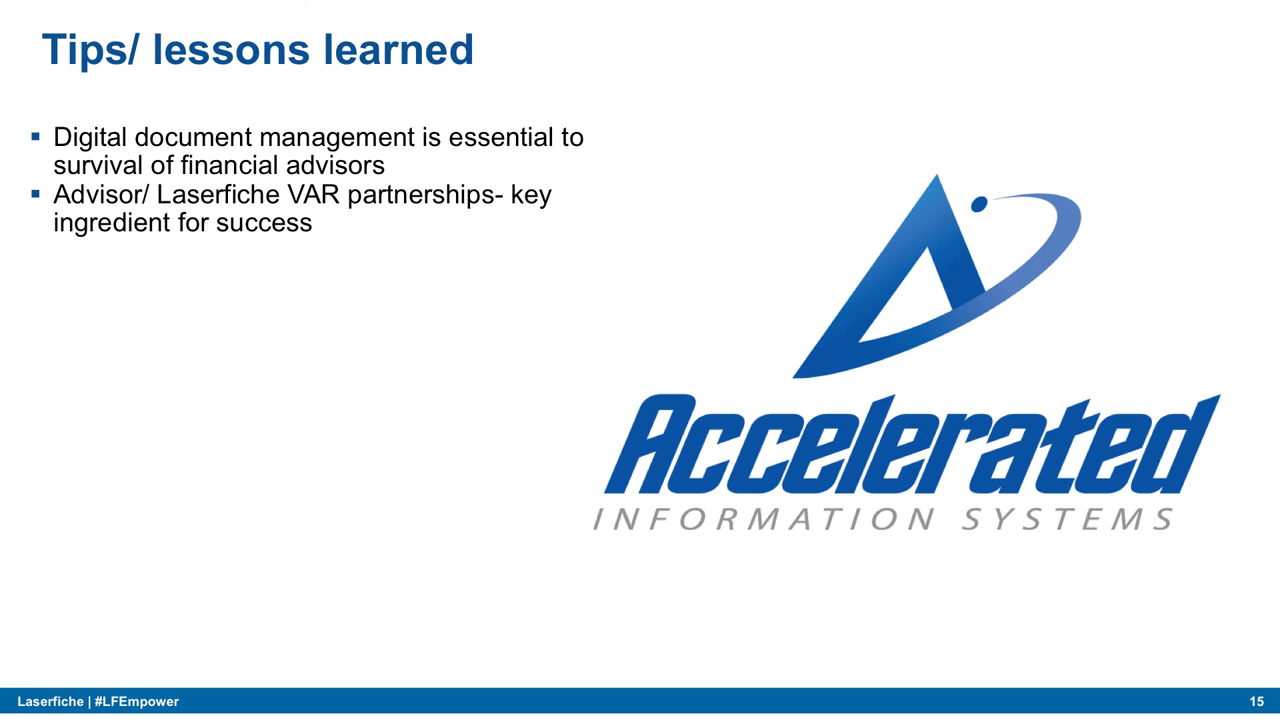 Tips/ lessons learned
▪ Digital document management is essential to
survival of financial advisors
▪ Advisor/ Laserfiche VAR partnerships- key
ingredient for success
Accelerated
INFORMATION SYSTEMS
Laserfiche | #LFEmpower
15